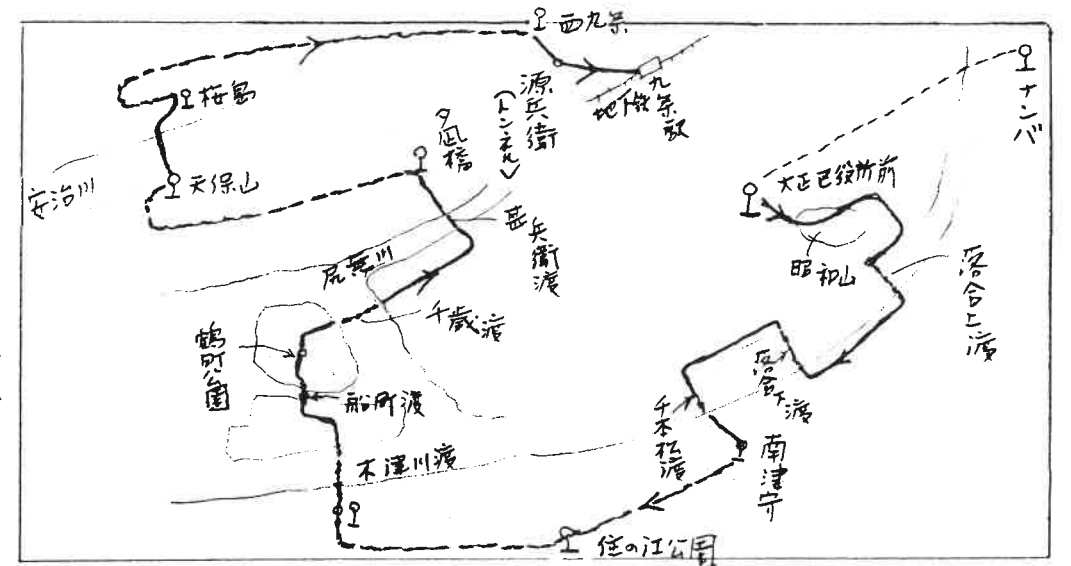 西九条
桜島
安治川
天保山
夕凪橋
源兵衛
(トンネル)
地下鉄
九条駅
ナンバ
大正区役所前
昭和山
落合上渡
甚兵衛渡
尻無川
千歳渡
鶴町公園
船町渡
木津川渡
落合下渡
千本松渡
南津守
住の江公園